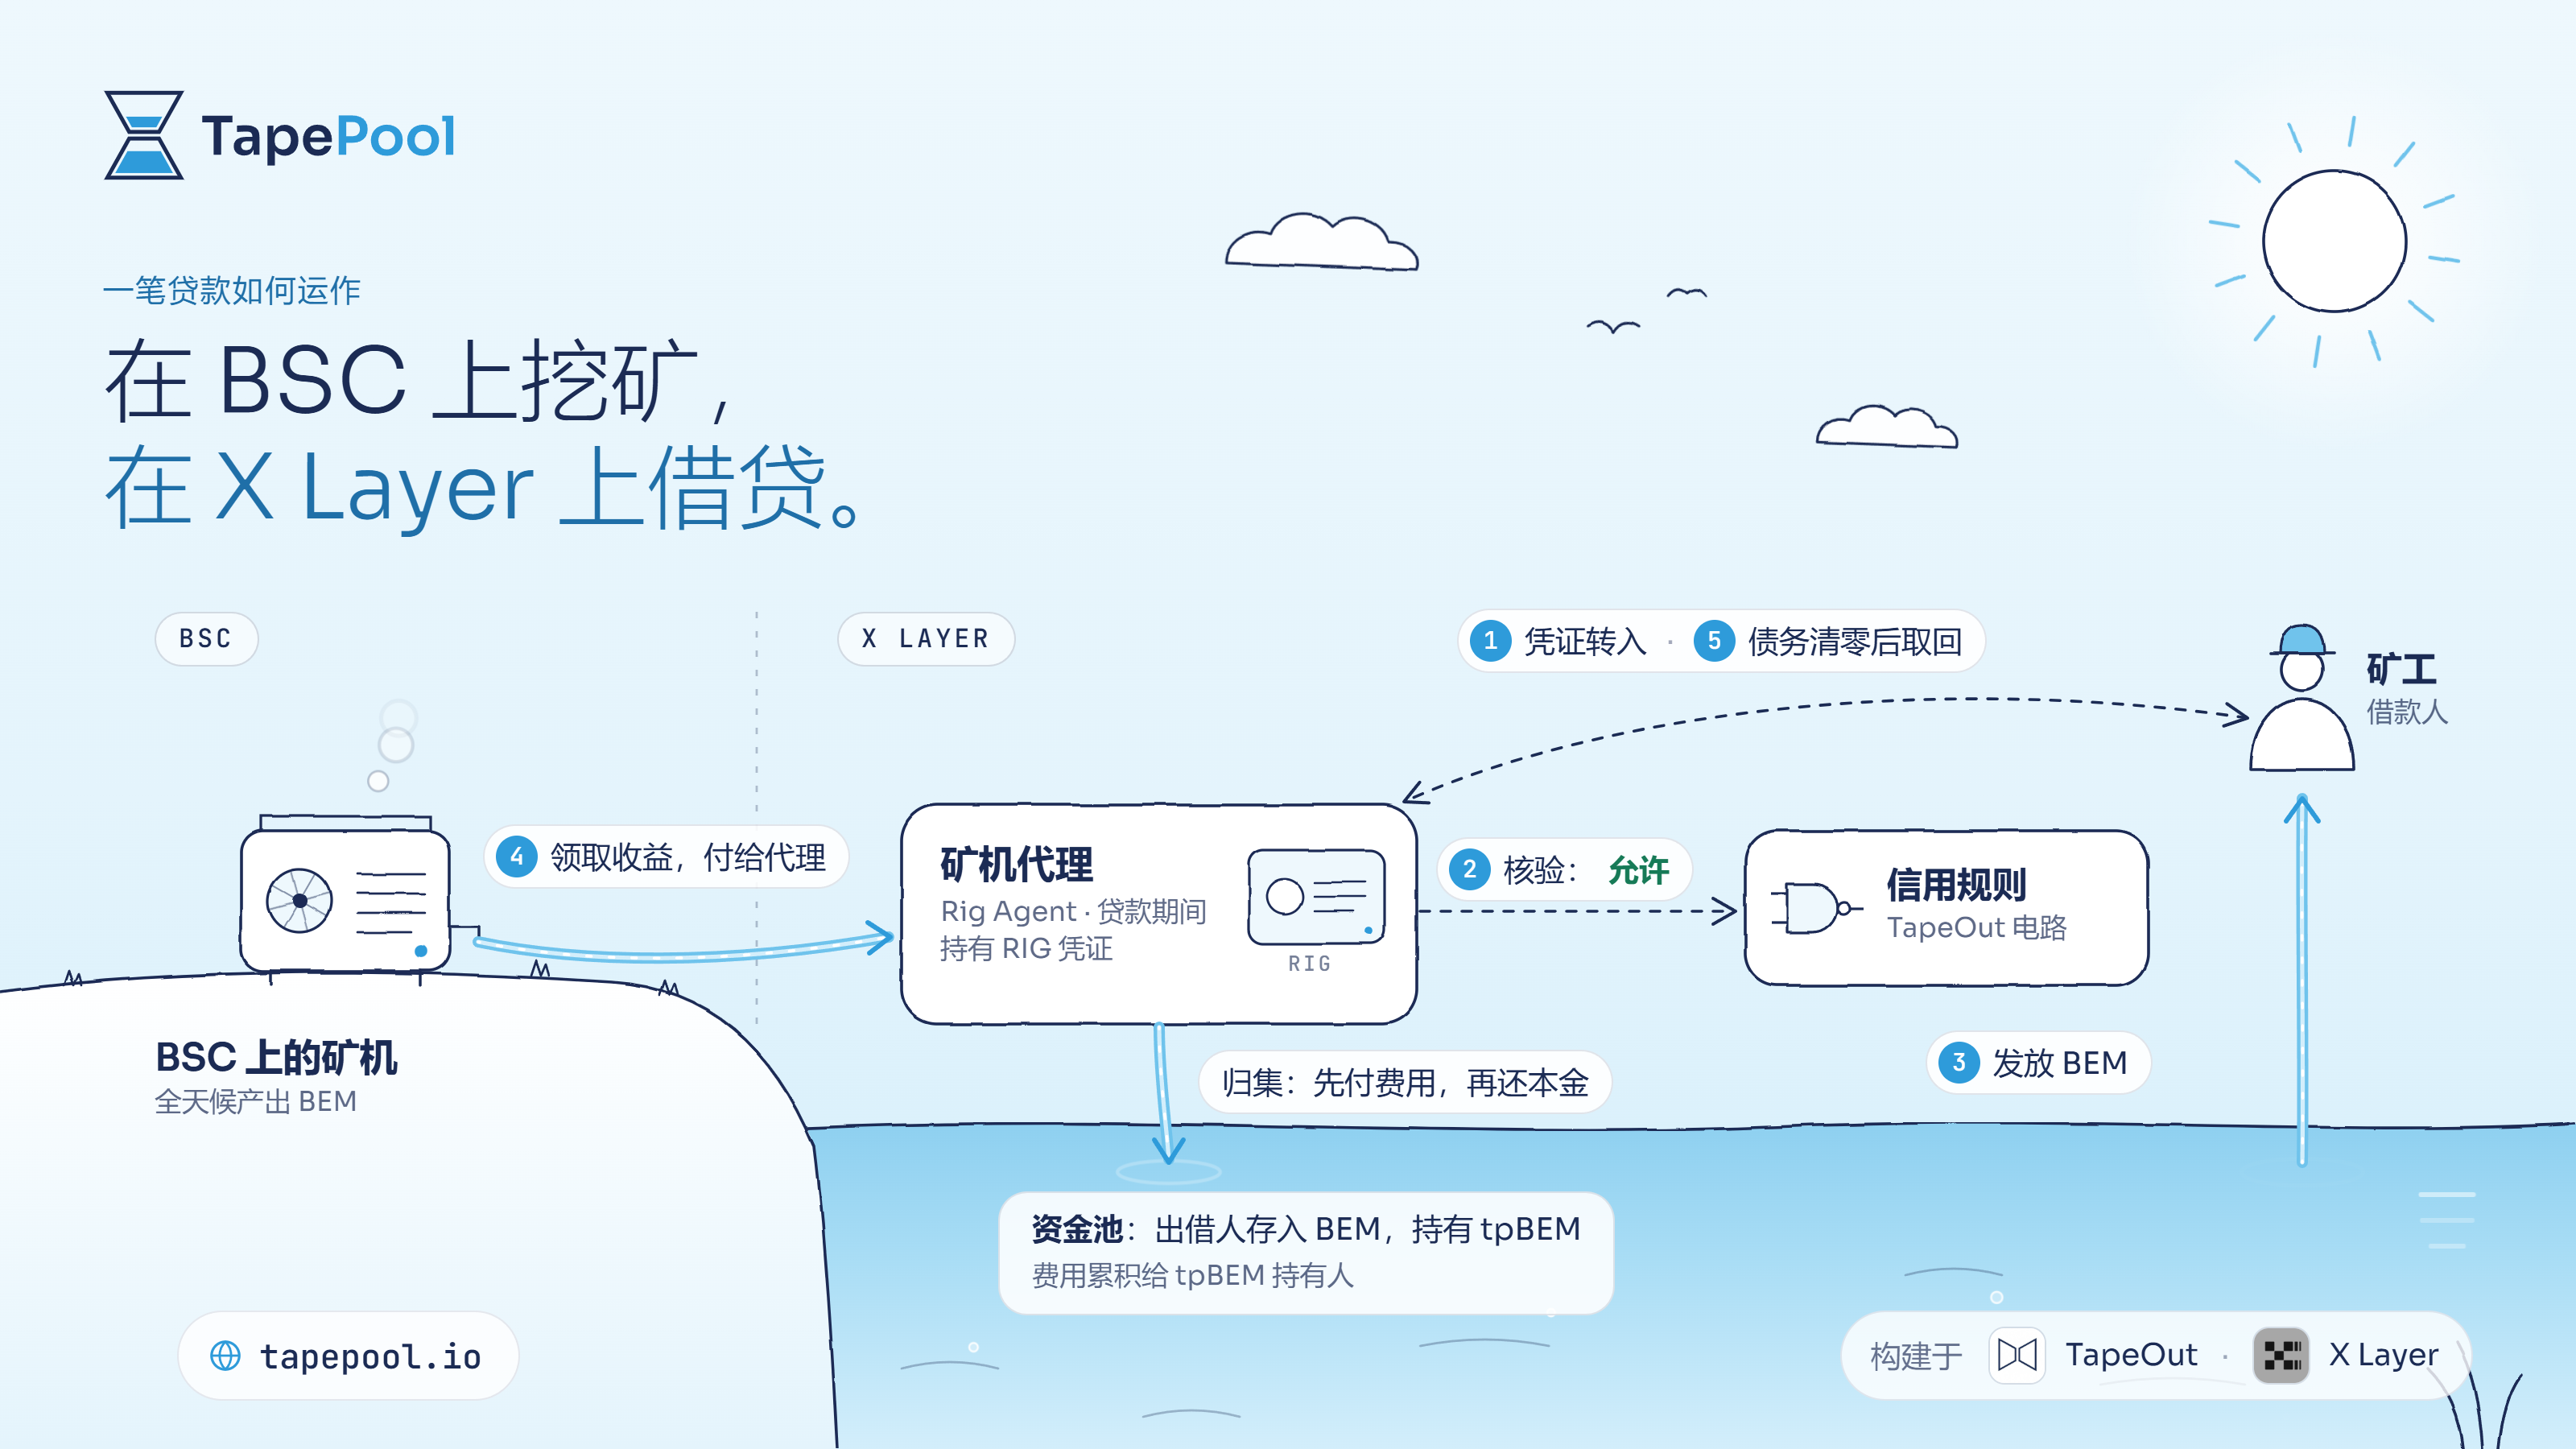 TapePool
一笔贷款如何运作
在 BSC 上挖矿，
在 X Layer 上借贷。
BSC
X LAYER
1 凭证转入 · 5 债务清零后取回
矿工
借款人
4 领取收益，付给代理
矿机代理
Rig Agent · 贷款期间
持有 RIG 凭证
RIG
2 核验： 允许
信用规则
TapeOut 电路
BSC 上的矿机
全天候产出 BEM
归集：先付费用，再还本金
3 发放 BEM
资金池：出借人存入 BEM，持有 tpBEM
费用累积给 tpBEM 持有人
tapepool.io
构建于 TapeOut · X Layer